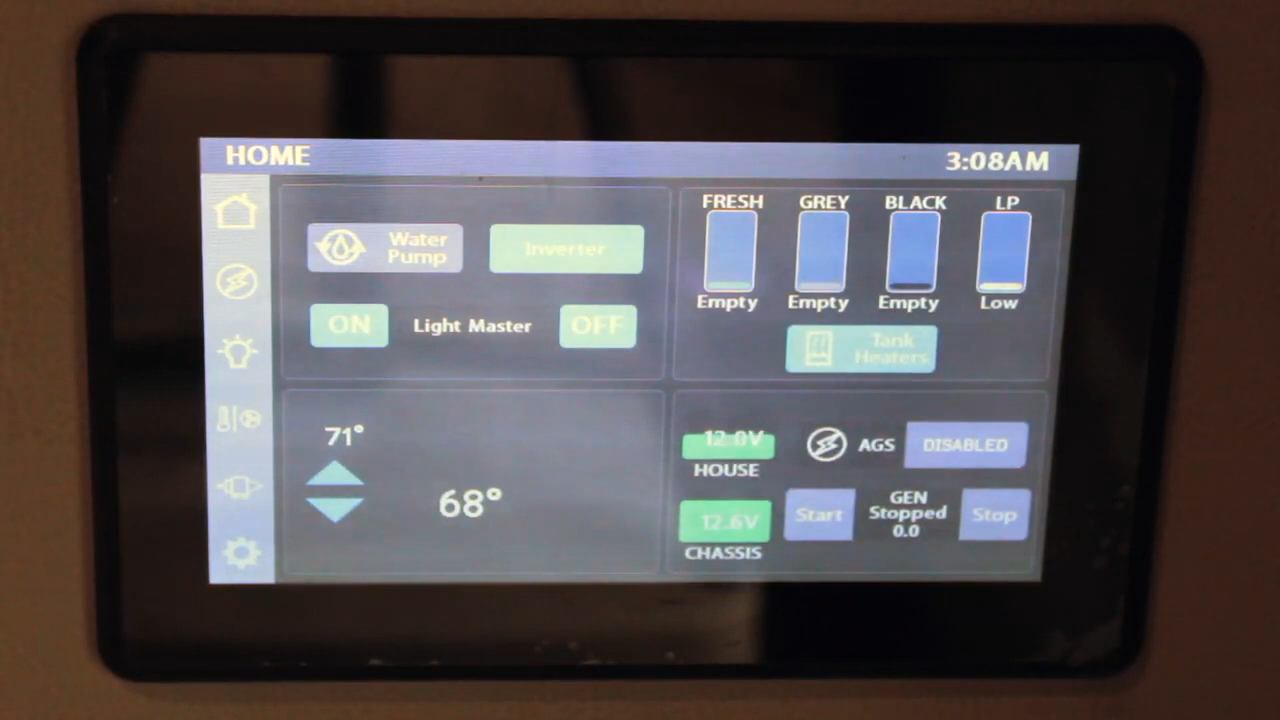 HOME
3:08AM
Water
Pump
Inverter
ON
Light Master
OFF
FRESH
GREY
BLACK
LP
Empty
Empty
Empty
Low
Tank
Heaters
71°
68°
12.0V
HOUSE
AGS
DISABLED
12.6V
CHASSIS
Start
GEN
Stopped
0.0
Stop